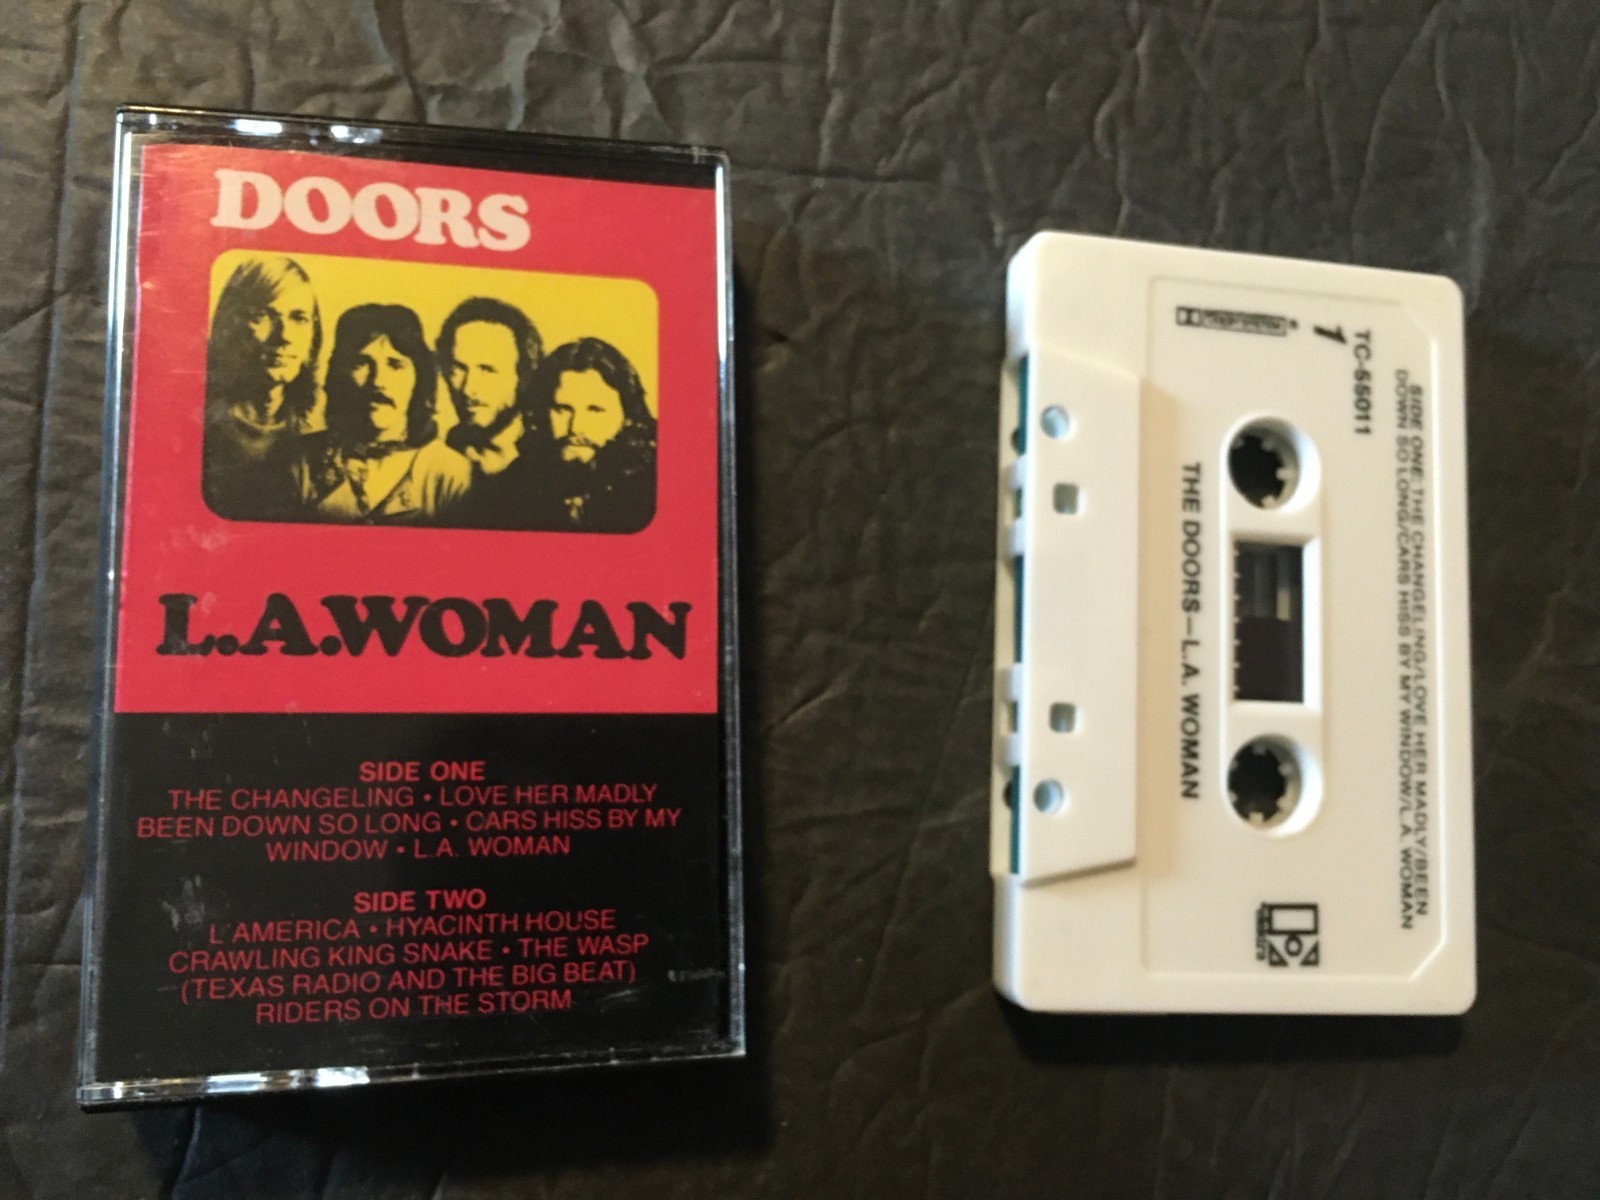 DOORS
L.A.WOMAN
SIDE ONE
THE CHANGELING • LOVE HER MADLY
BEEN DOWN SO LONG • CARS HISS BY MY
WINDOW • L.A. WOMAN
SIDE TWO
L'AMERICA • HYACINTH HOUSE
CRAWLING KING SNAKE • THE WASP
(TEXAS RADIO AND THE BIG BEAT)
RIDERS ON THE STORM
SIDE ONE: THE CHANGELING/LOVE HER MADLY/BEEN
DOWN SO LONG/CARS HISS BY MY WINDOW/L.A. WOMAN
TC-55011
1
THE DOORS—L.A. WOMAN